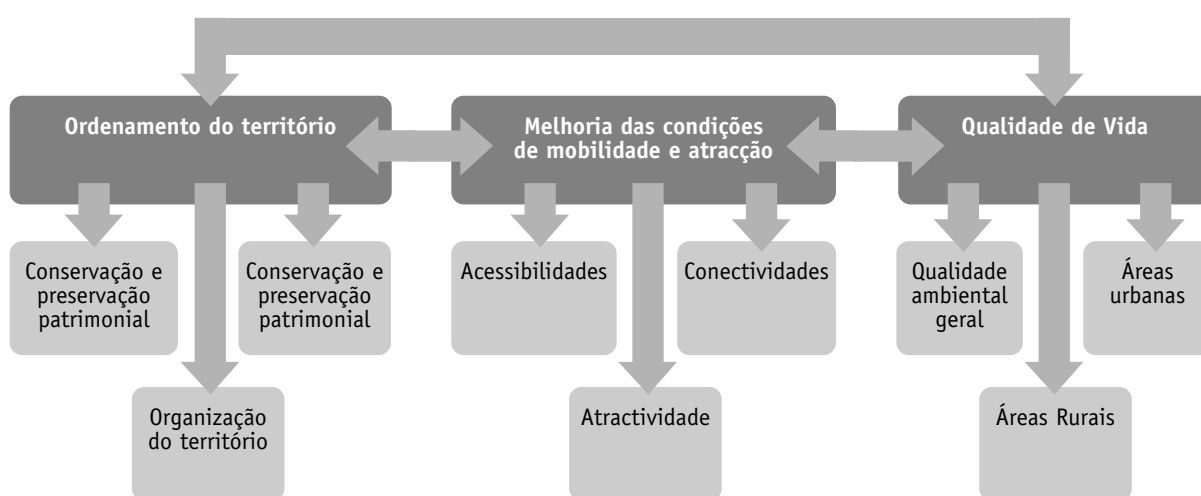 Ordenamento do território
Melhoria das condições
de mobilidade e atracção
Qualidade de Vida
Conservação e
preservação
patrimonial
Conservação e
preservação
patrimonial
Acessibilidades
Conectividades
Qualidade
ambiental
geral
Áreas
urbanas
Organização
do território
Atractividade
Áreas Rurais